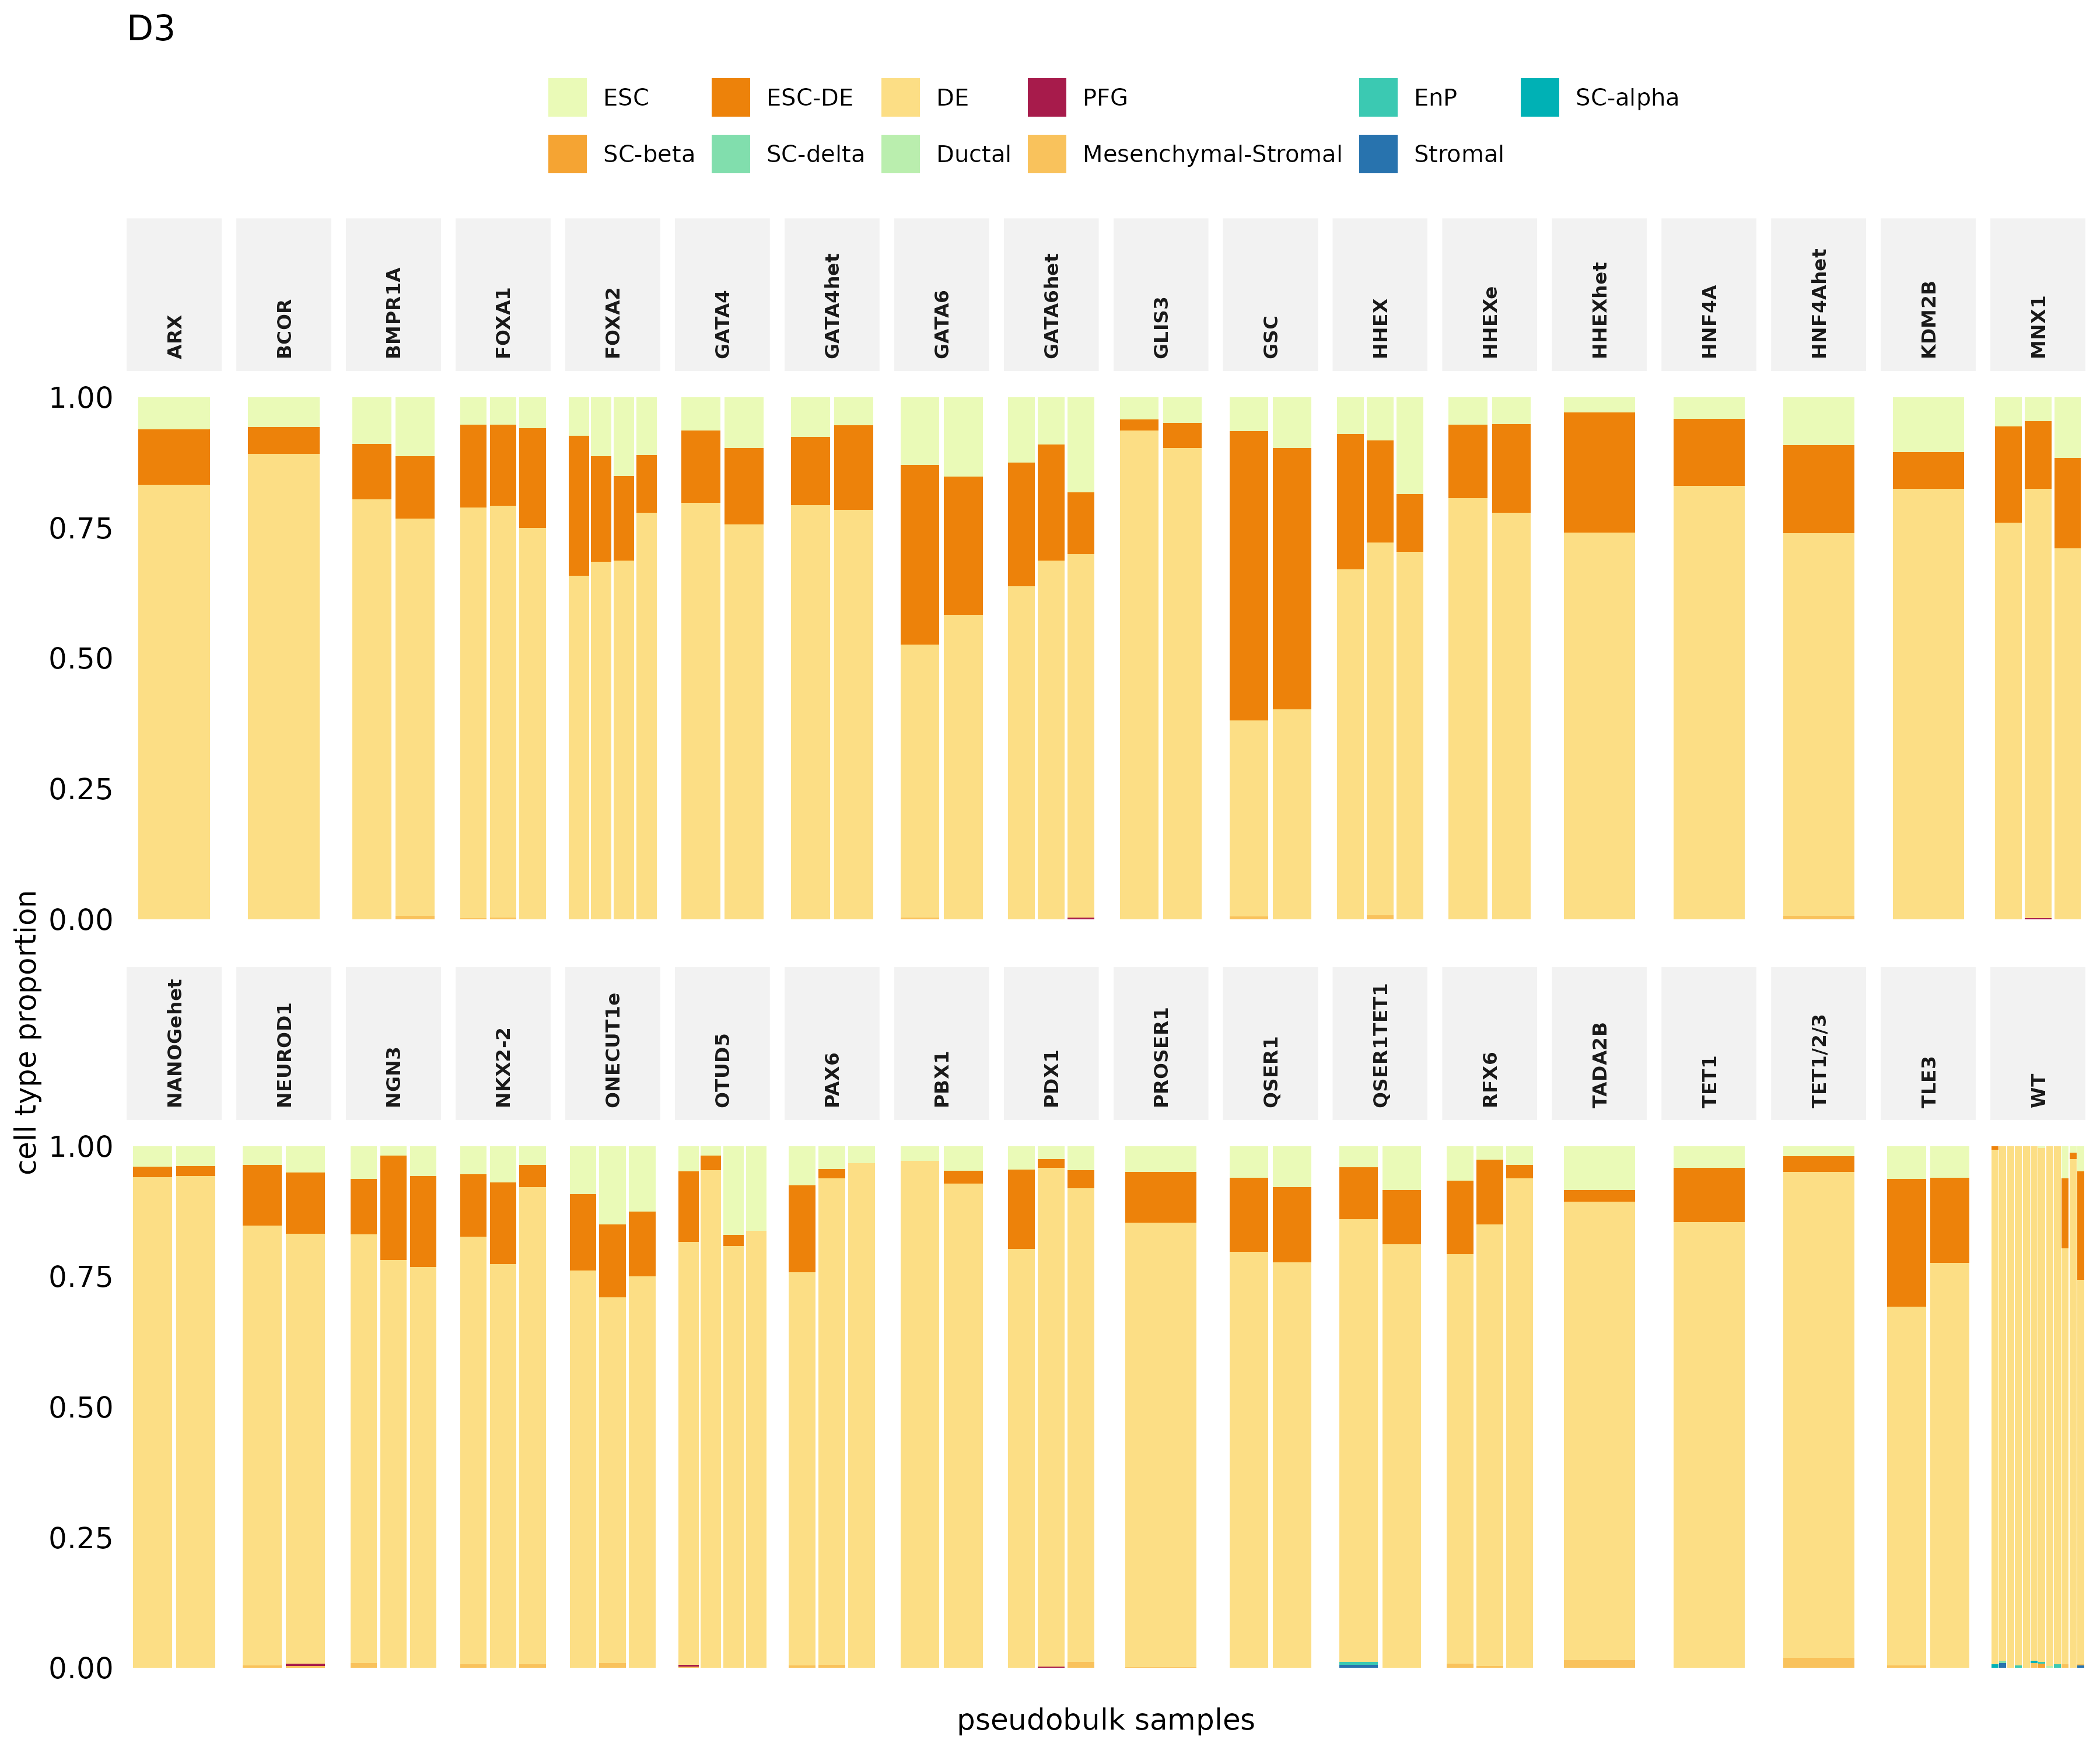 D3
ESC ESC-DE DE PFG EnP SC-alpha
SC-beta SC-delta Ductal Mesenchymal-Stromal Stromal
ARX BCOR BMPR1A FOXA1 FOXA2 GATA4 GATA4het GATA6 GATA6het GLIS3 GSC HHEX HHEXe HHEXhet HNF4A HNF4Ahet KDM2B MNX1
1.00
0.75
0.50
0.25
0.00
cell type proportion
NANOGehet NEUROD1 NGN3 NKX2-2 ONECUT1e OTUD5 PAX6 PBX1 PDX1 PROSER1 QSER1 QSER1TET1 RFX6 TADA2B TET1 TET1/2/3 TLE3 WT
1.00
0.75
0.50
0.25
0.00
pseudobulk samples